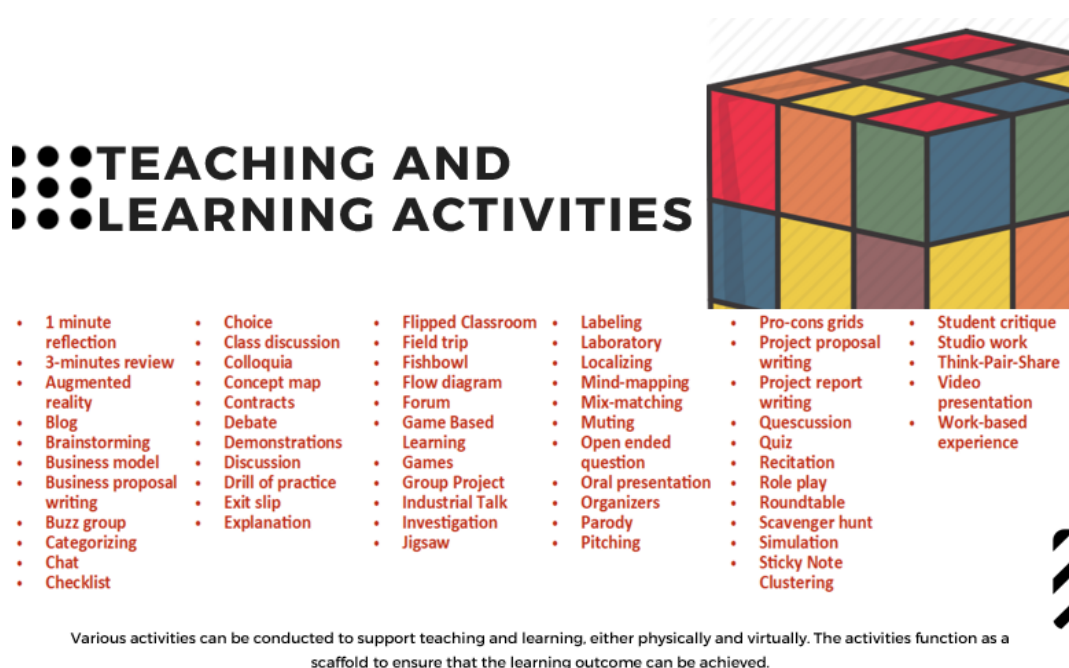 TEACHING AND
LEARNING ACTIVITIES
• 1 minute
reflection
• 3-minutes review
• Augmented
reality
• Blog
• Brainstorming
• Business model
• Business proposal
writing
• Buzz group
• Categorizing
• Chat
• Checklist
• Choice
• Class discussion
• Colloquia
• Concept map
• Contracts
• Debate
• Demonstrations
• Discussion
• Drill of practice
• Exit slip
• Explanation
• Flipped Classroom
• Field trip
• Fishbowl
• Flow diagram
• Forum
• Game Based
Learning
• Games
• Group Project
• Industrial Talk
• Investigation
• Jigsaw
• Labeling
• Laboratory
• Localizing
• Mind-mapping
• Mix-matching
• Muting
• Open ended
question
• Oral presentation
• Organizers
• Parody
• Pitching
• Pro-cons grids
• Project proposal
writing
• Project report
writing
• Quescussion
• Quiz
• Recitation
• Role play
• Roundtable
• Scavenger hunt
• Simulation
• Sticky Note
Clustering
• Student critique
• Studio work
• Think-Pair-Share
• Video
presentation
• Work-based
experience
Various activities can be conducted to support teaching and learning, either physically and virtually. The activities function as a
scaffold to ensure that the learning outcome can be achieved.